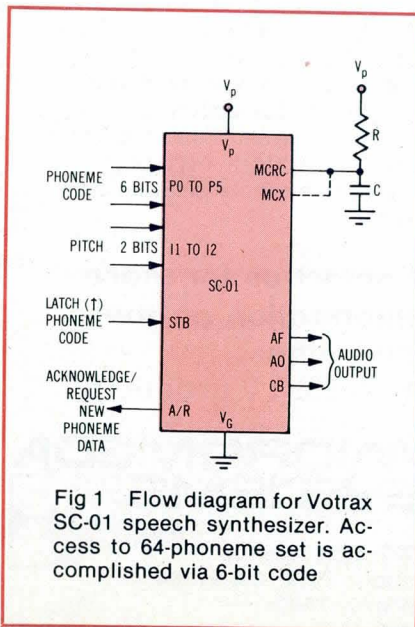 Vp
Vp
Vp
R
MCRC
MCX
C
PHONEME
CODE
6 BITS
P0 TO P5
PITCH
2 BITS
I1 TO I2
SC-01
LATCH (↑)
PHONEME
CODE
STB
AF
AO
CB
AUDIO
OUTPUT
ACKNOWLEDGE/
REQUEST
NEW
PHONEME
DATA
A/R
VG
Fig 1 Flow diagram for Votrax
SC-01 speech synthesizer. Ac-
cess to 64-phoneme set is ac-
complished via 6-bit code